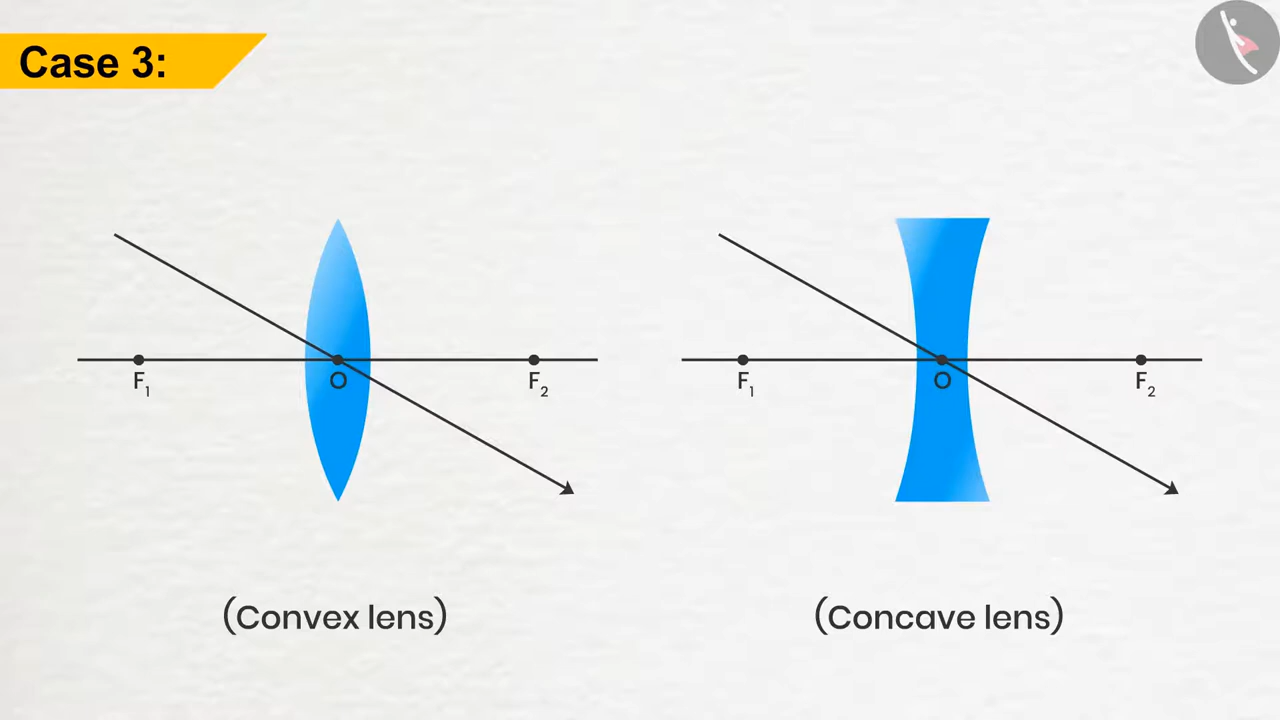 Case 3:
F₁ O F₂
F₁ O F₂
(Convex lens)
(Concave lens)